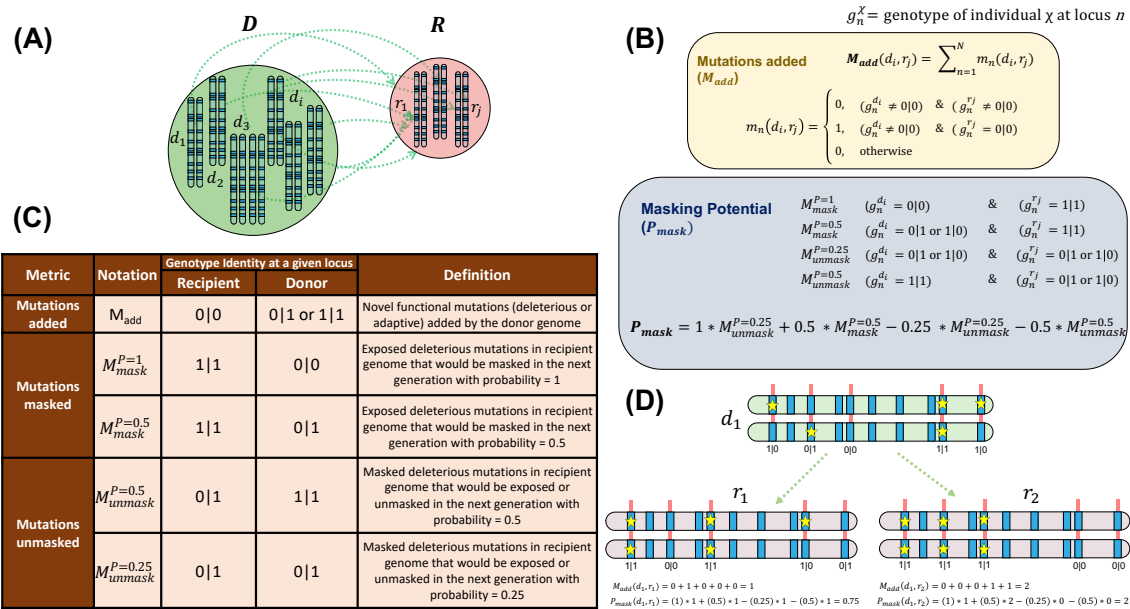 g_n^χ = genotype of individual χ at locus n
(A)
D
R
d_1
d_2
d_3
d_i
r_1
r_j
(B)
Mutations added
(M_add)
M_add(d_i, r_j) = ∑_{n=1}^{N} m_n(d_i, r_j)
m_n(d_i, r_j) = {
0, (g_n^{d_i} ≠ 0|0) & (g_n^{r_j} ≠ 0|0)
1, (g_n^{d_i} ≠ 0|0) & (g_n^{r_j} = 0|0)
0, otherwise
Masking Potential
(P_mask)
M_mask^{P=1} (g_n^{d_i} = 0|0) & (g_n^{r_j} = 1|1)
M_mask^{P=0.5} (g_n^{d_i} = 0|1 or 1|0) & (g_n^{r_j} = 1|1)
M_unmask^{P=0.25} (g_n^{d_i} = 0|1 or 1|0) & (g_n^{r_j} = 0|1 or 1|0)
M_unmask^{P=0.5} (g_n^{d_i} = 1|1) & (g_n^{r_j} = 0|1 or 1|0)
P_mask = 1 * M_unmask^{P=0.25} + 0.5 * M_mask^{P=0.5} − 0.25 * M_unmask^{P=0.25} − 0.5 * M_unmask^{P=0.5}
(C)
Metric
Notation
Genotype Identity at a given locus
Recipient
Donor
Definition
Mutations
added
M_add
0|0
0|1 or 1|1
Novel functional mutations (deleterious or
adaptive) added by the donor genome
Mutations
masked
M_mask^{P=1}
1|1
0|0
Exposed deleterious mutations in recipient
genome that would be masked in the next
generation with probability = 1
M_mask^{P=0.5}
1|1
0|1
Exposed deleterious mutations in recipient
genome that would be masked in the next
generation with probability = 0.5
Mutations
unmasked
M_unmask^{P=0.5}
0|1
1|1
Masked deleterious mutations in recipient
genome that would be exposed or
unmasked in the next generation with
probability = 0.5
M_unmask^{P=0.25}
0|1
0|1
Masked deleterious mutations in recipient
genome that would be exposed or
unmasked in the next generation with
probability = 0.25
(D)
d_1
1|0 0|1 0|0 1|1 1|0
r_1
1|1 0|0 1|1 1|0 0|1
M_add(d_1, r_1) = 0 + 1 + 0 + 0 + 0 = 1
P_mask(d_1, r_1) = (1) * 1 + (0.5) * 1 − (0.25) * 1 − (0.5) * 1 = 0.75
r_2
1|1 1|1 1|1 0|0 0|0
M_add(d_1, r_2) = 0 + 0 + 0 + 1 + 1 = 2
P_mask(d_1, r_2) = (1) * 1 + (0.5) * 2 − (0.25) * 0 − (0.5) * 0 = 2